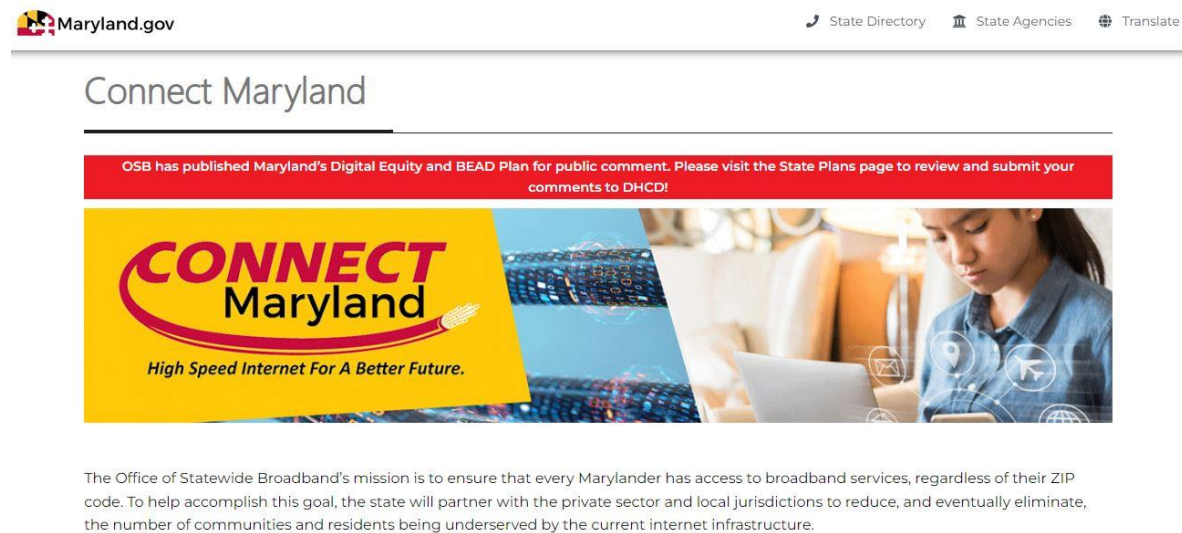 Maryland.gov
State Directory
State Agencies
Translate
Connect Maryland
OSB has published Maryland's Digital Equity and BEAD Plan for public comment. Please visit the State Plans page to review and submit your
comments to DHCD!
CONNECT
Maryland
High Speed Internet For A Better Future.
The Office of Statewide Broadband's mission is to ensure that every Marylander has access to broadband services, regardless of their ZIP
code. To help accomplish this goal, the state will partner with the private sector and local jurisdictions to reduce, and eventually eliminate,
the number of communities and residents being underserved by the current internet infrastructure.